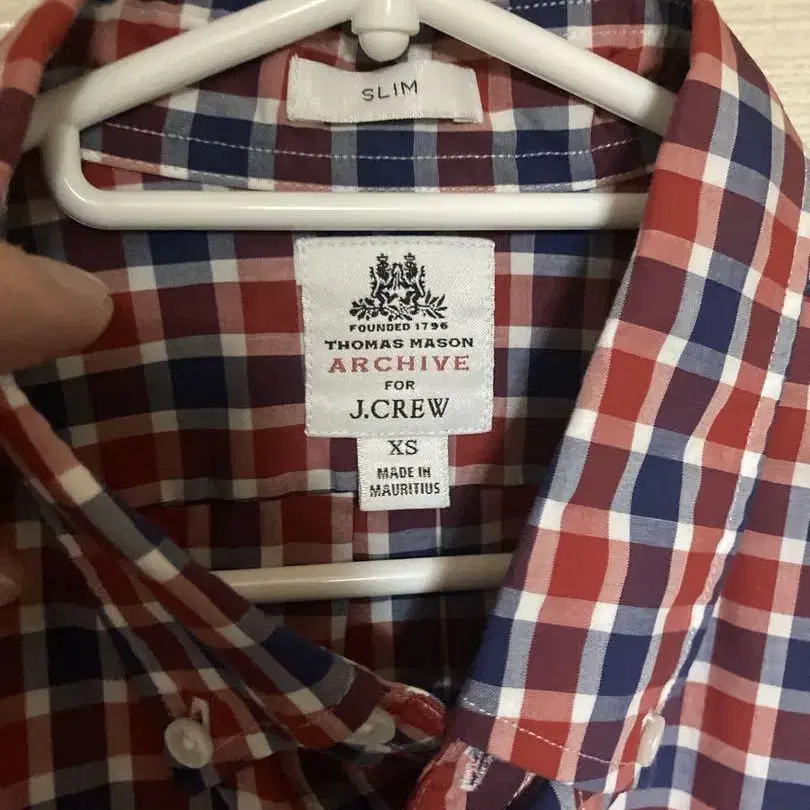 SLIM
FOUNDED 1796
THOMAS MASON
ARCHIVE
FOR
J.CREW
XS
MADE IN
MAURITIUS